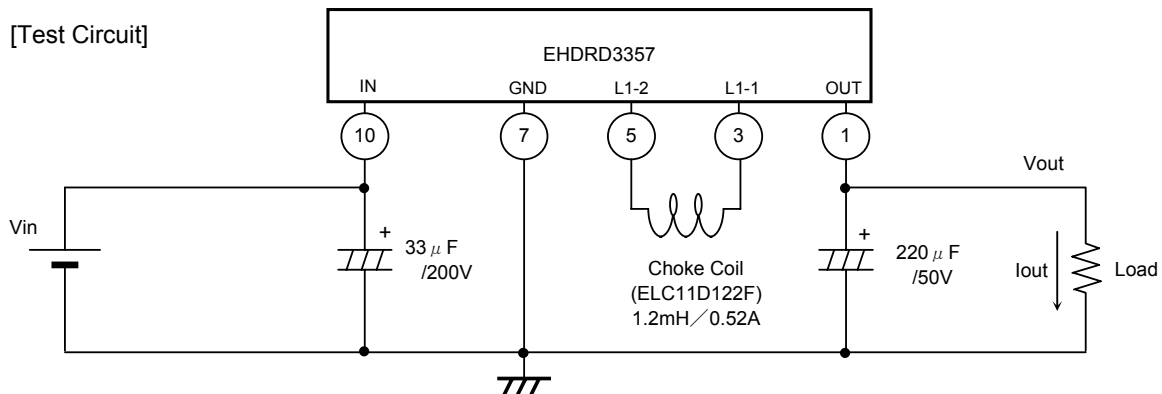 [Test Circuit]
EHDRD3357
IN GND L1-2 L1-1 OUT
10 7 5 3 1
Vout
Vin
+
33 μ F
/200V
+
220 μ F
/50V
Choke Coil
(ELC11D122F)
1.2mH／0.52A
Iout
Load